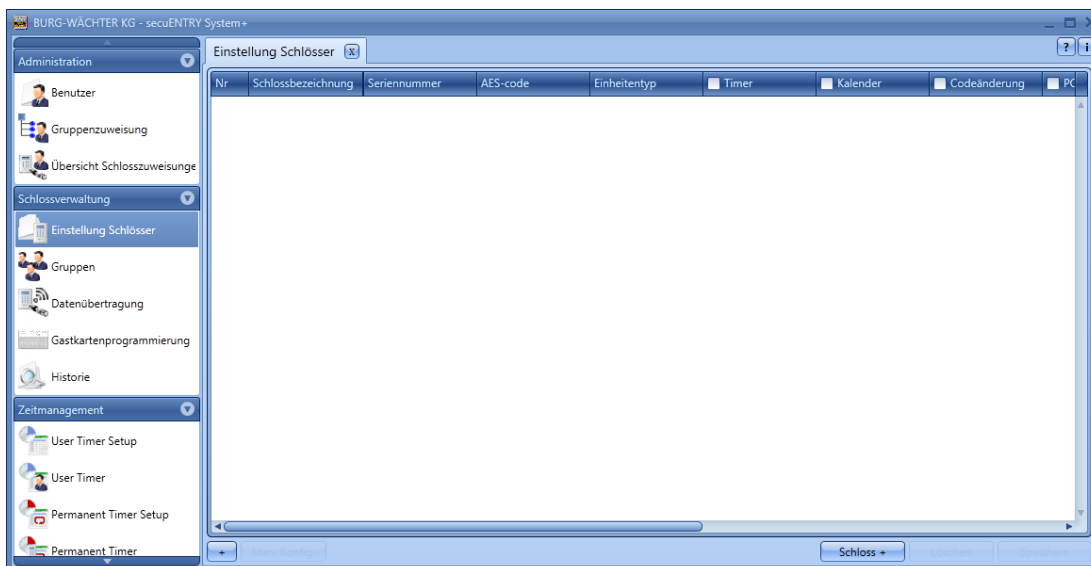 BURG-WÄCHTER KG - secuENTRY System+
Administration
Benutzer
Gruppenzuweisung
Übersicht Schlosszuweisunge
Schlossverwaltung
Einstellung Schlösser
Gruppen
Datenübertragung
Gastkartenprogrammierung
Historie
Zeitmanagement
User Timer Setup
User Timer
Permanent Timer Setup
Permanent Timer
Einstellung Schlösser X
? i
Nr Schlossbezeichnung Seriennummer AES-code Einheitentyp Timer Kalender Codeänderung PC
+ Man. Konfig. Schloss + Löschen Speichern